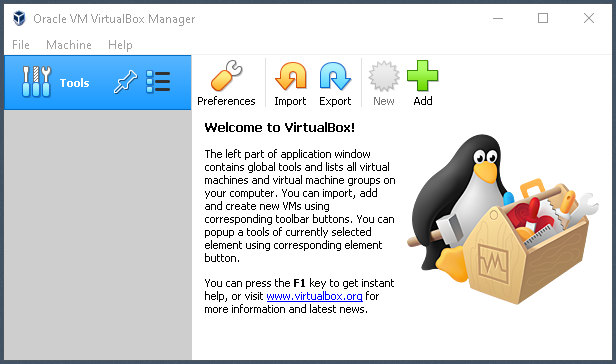 Oracle VM VirtualBox Manager
File Machine Help
Tools
Preferences Import Export New Add
Welcome to VirtualBox!
The left part of application window
contains global tools and lists all virtual
machines and virtual machine groups on
your computer. You can import, add
and create new VMs using
corresponding toolbar buttons. You can
popup a tools of currently selected
element using corresponding element
button.
You can press the F1 key to get instant
help, or visit www.virtualbox.org for
more information and latest news.